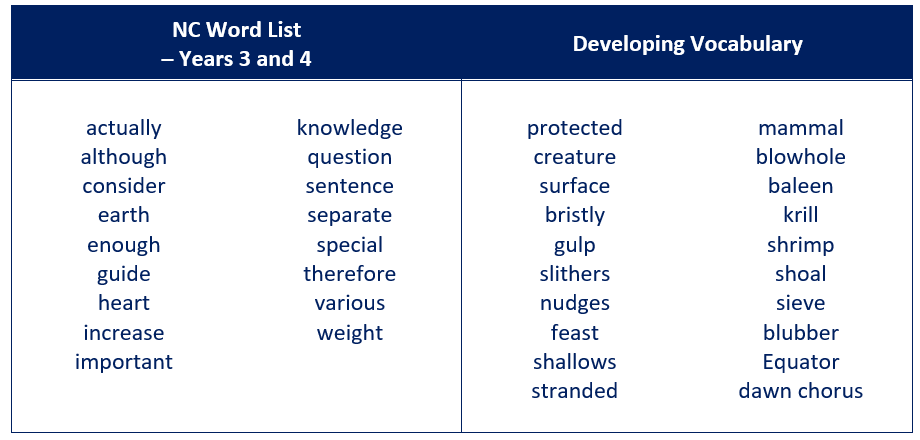 NC Word List
– Years 3 and 4
Developing Vocabulary
actually
although
consider
earth
enough
guide
heart
increase
important
knowledge
question
sentence
separate
special
therefore
various
weight
protected
creature
surface
bristly
gulp
slithers
nudges
feast
shallows
stranded
mammal
blowhole
baleen
krill
shrimp
shoal
sieve
blubber
Equator
dawn chorus